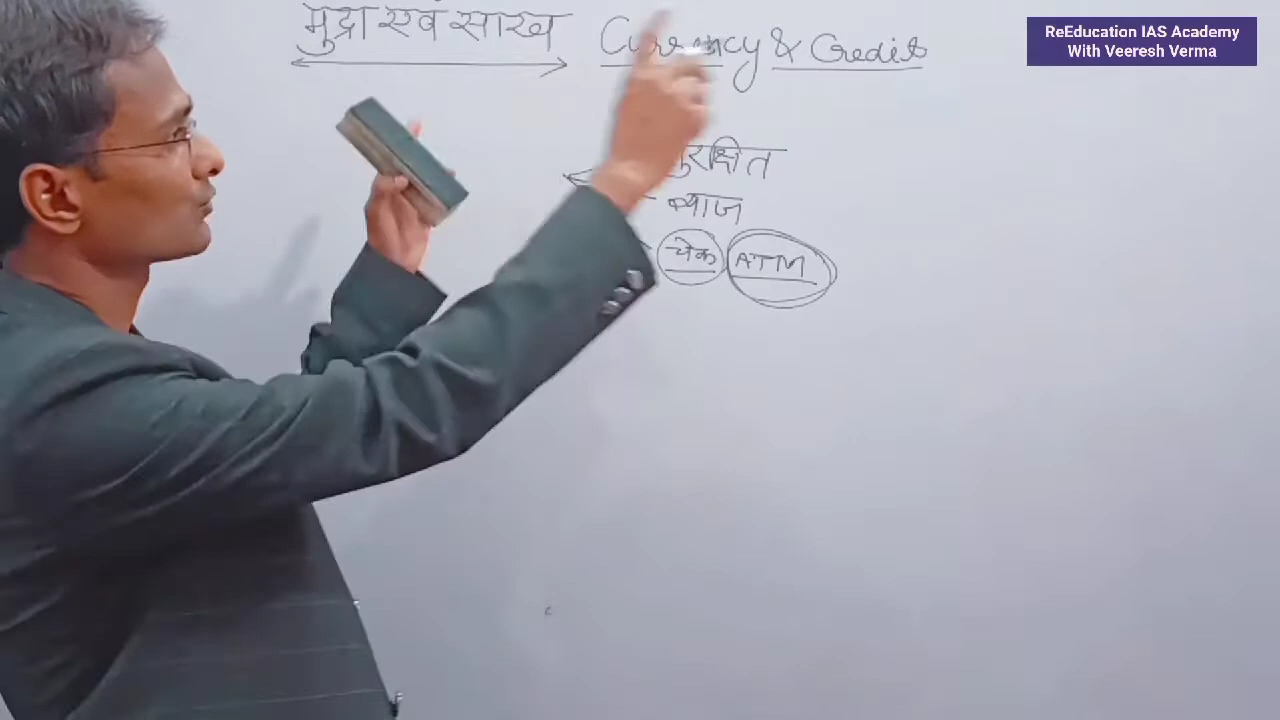 मुद्रा एवं साख Currency & Credit
ReEducation IAS Academy
With Veeresh Verma
ब्याज
चेक ATM